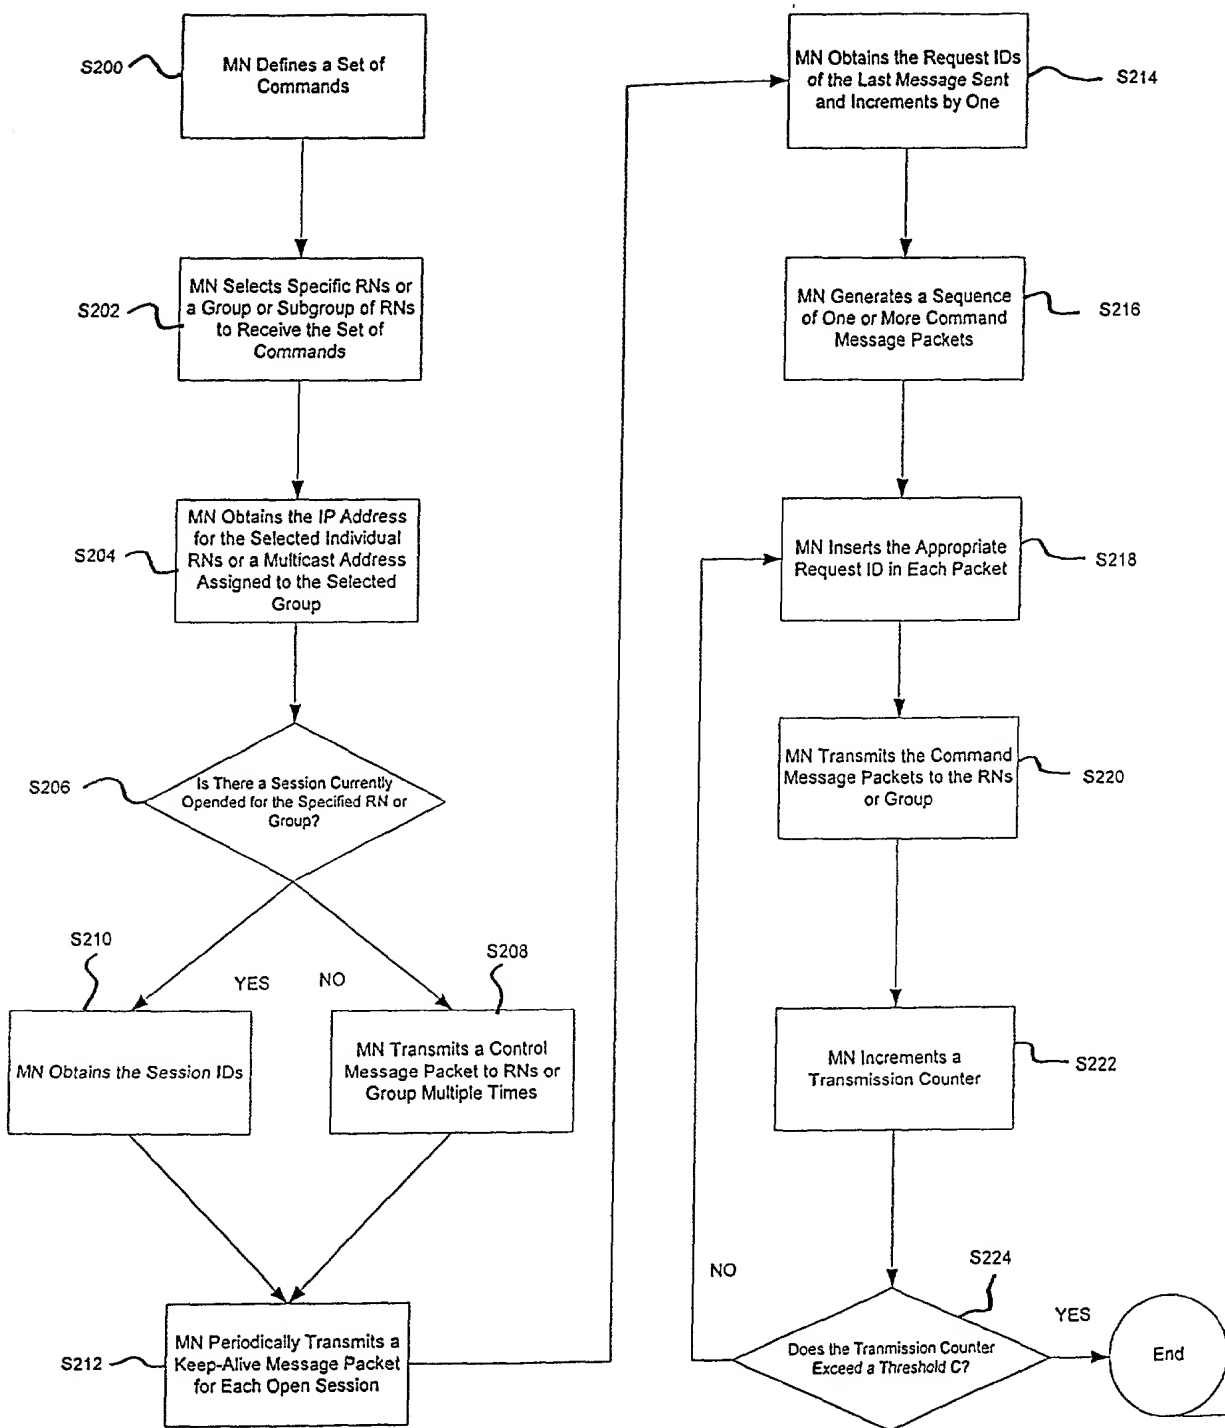 S200
MN Defines a Set of
Commands
S202
MN Selects Specific RNs or
a Group or Subgroup of RNs
to Receive the Set of
Commands
S204
MN Obtains the IP Address
for the Selected Individual
RNs or a Multicast Address
Assigned to the Selected
Group
S206
Is There a Session Currently
Opended for the Specified RN or
Group?
S210
YES
NO
S208
MN Obtains the Session IDs
MN Transmits a Control
Message Packet to RNs or
Group Multiple Times
S212
MN Periodically Transmits a
Keep-Alive Message Packet
for Each Open Session
MN Obtains the Request IDs
of the Last Message Sent
and Increments by One
S214
MN Generates a Sequence
of One or More Command
Message Packets
S216
MN Inserts the Appropriate
Request ID in Each Packet
S218
MN Transmits the Command
Message Packets to the RNs
or Group
S220
MN Increments a
Transmission Counter
S222
S224
NO
Does the Tranmission Counter
Exceed a Threshold C?
YES
End